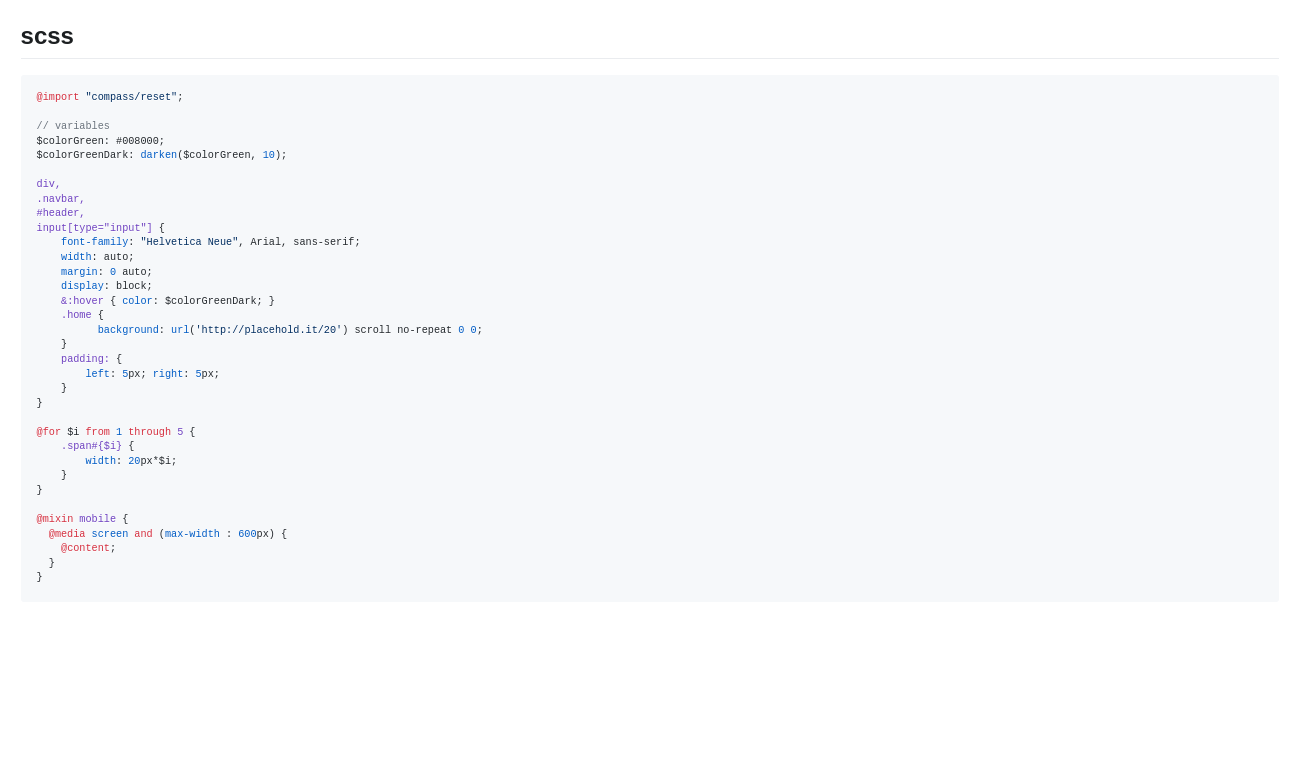 scss
@import "compass/reset";

// variables
$colorGreen: #008000;
$colorGreenDark: darken($colorGreen, 10);

div,
.navbar,
#header,
input[type="input"] {
    font-family: "Helvetica Neue", Arial, sans-serif;
    width: auto;
    margin: 0 auto;
    display: block;
    &:hover { color: $colorGreenDark; }
    .home {
          background: url('http://placehold.it/20') scroll no-repeat 0 0;
    }
    padding: {
        left: 5px; right: 5px;
    }
}

@for $i from 1 through 5 {
    .span#{$i} {
        width: 20px*$i;
    }
}

@mixin mobile {
  @media screen and (max-width : 600px) {
    @content;
  }
}